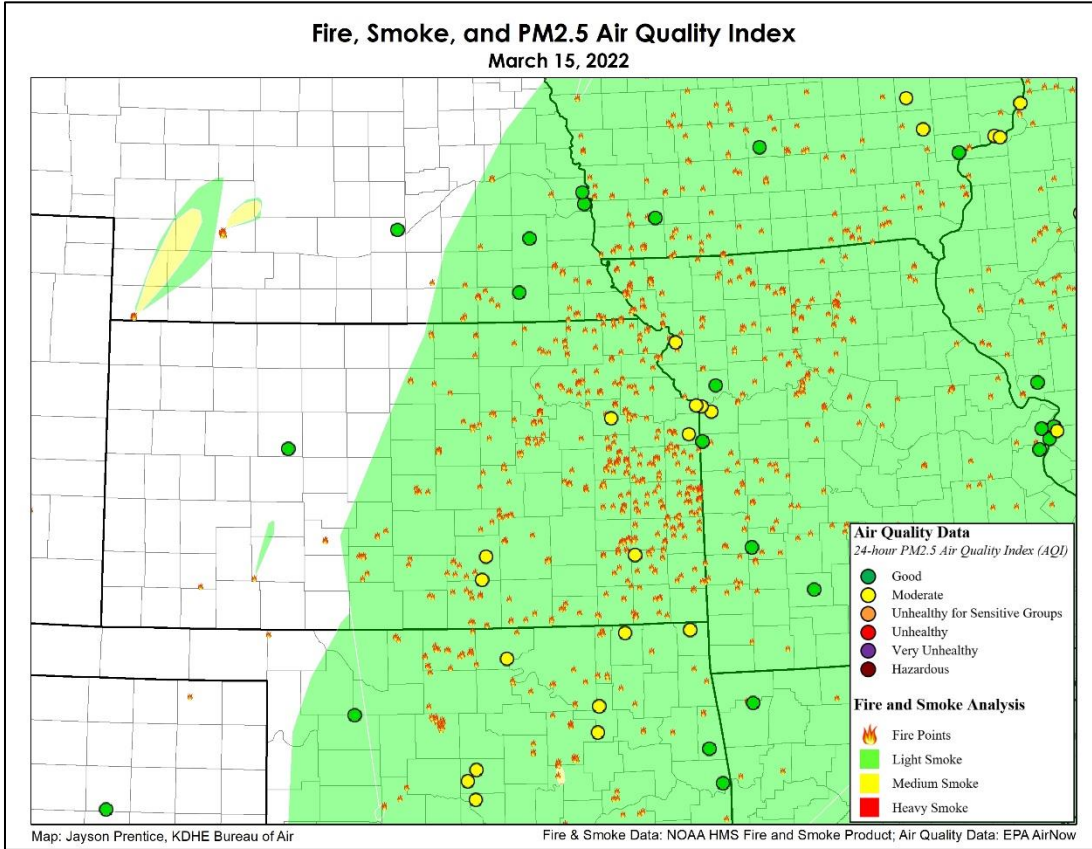 Fire, Smoke, and PM2.5 Air Quality Index
March 15, 2022
Air Quality Data
24-hour PM2.5 Air Quality Index (AQI)
Good
Moderate
Unhealthy for Sensitive Groups
Unhealthy
Very Unhealthy
Hazardous
Fire and Smoke Analysis
Fire Points
Light Smoke
Medium Smoke
Heavy Smoke
Map: Jayson Prentice, KDHE Bureau of Air
Fire & Smoke Data: NOAA HMS Fire and Smoke Product; Air Quality Data: EPA AirNow